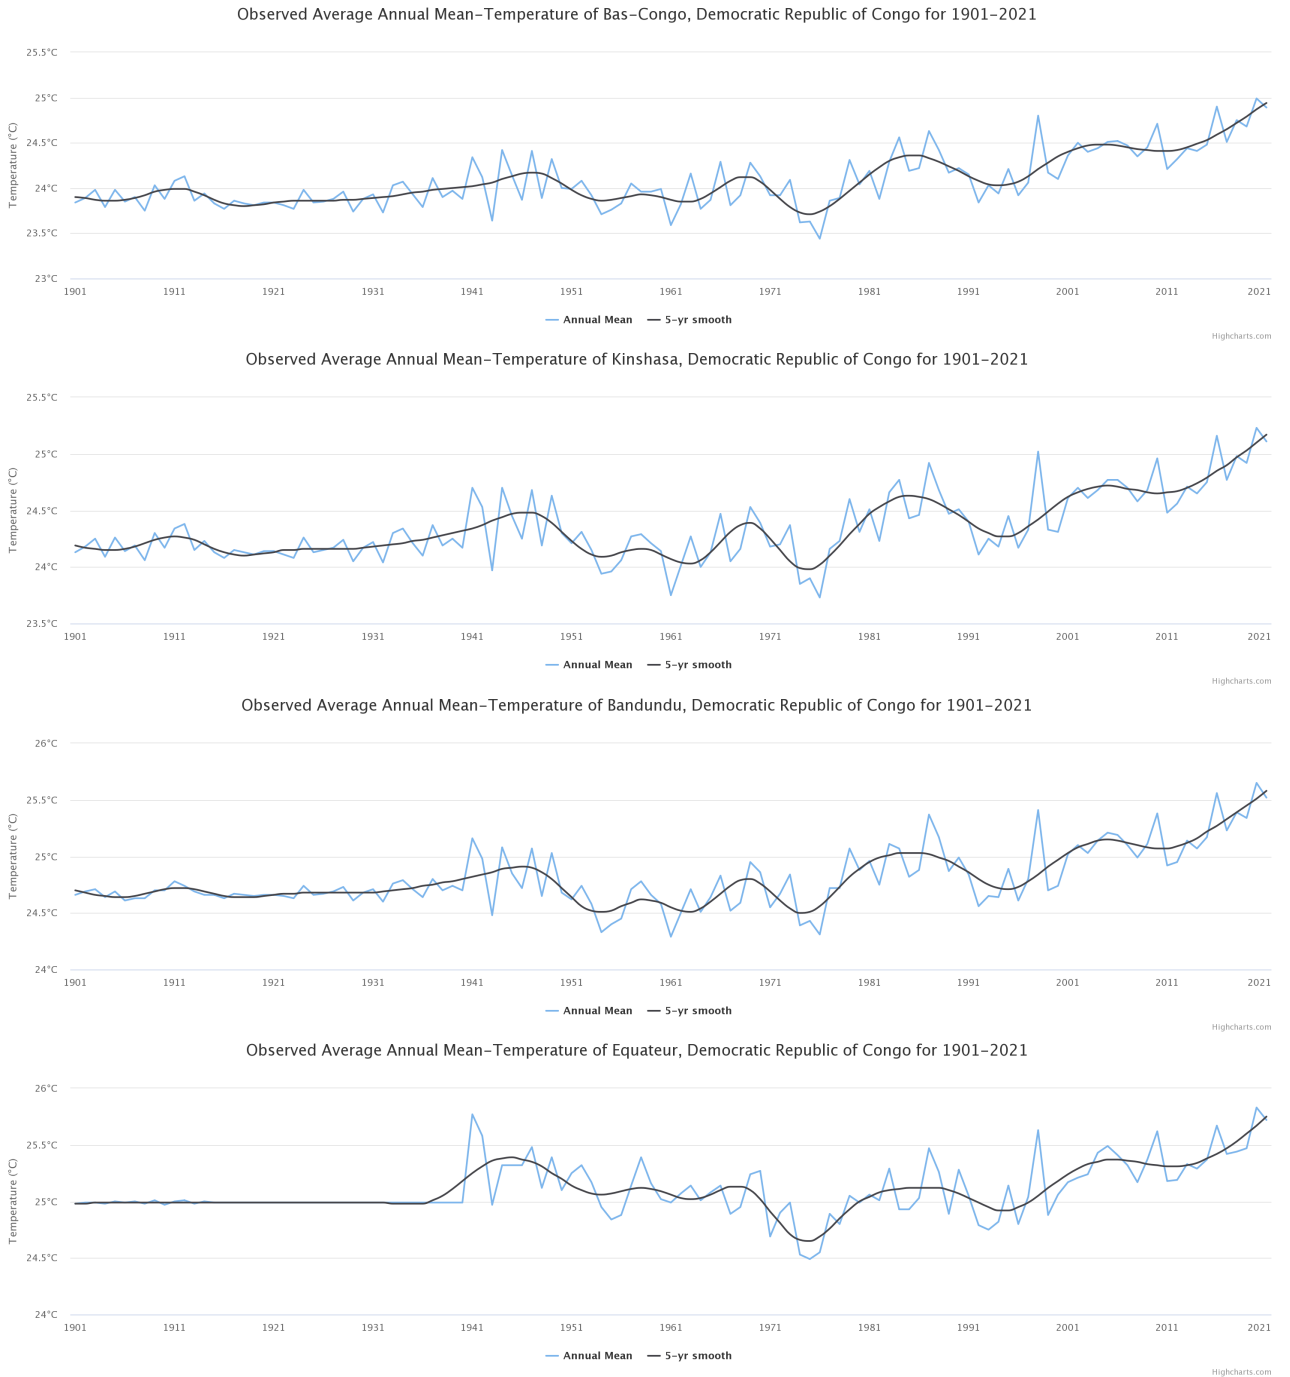 Observed Average Annual Mean-Temperature of Bas-Congo, Democratic Republic of Congo for 1901-2021
Temperature (°C)
25.5°C
25°C
24.5°C
24°C
23.5°C
23°C
1901 1911 1921 1931 1941 1951 1961 1971 1981 1991 2001 2011 2021
Annual Mean 5-yr smooth
Highcharts.com
Observed Average Annual Mean-Temperature of Kinshasa, Democratic Republic of Congo for 1901-2021
Temperature (°C)
25.5°C
25°C
24.5°C
24°C
23.5°C
1901 1911 1921 1931 1941 1951 1961 1971 1981 1991 2001 2011 2021
Annual Mean 5-yr smooth
Highcharts.com
Observed Average Annual Mean-Temperature of Bandundu, Democratic Republic of Congo for 1901-2021
Temperature (°C)
26°C
25.5°C
25°C
24.5°C
24°C
1901 1911 1921 1931 1941 1951 1961 1971 1981 1991 2001 2011 2021
Annual Mean 5-yr smooth
Highcharts.com
Observed Average Annual Mean-Temperature of Equateur, Democratic Republic of Congo for 1901-2021
Temperature (°C)
26°C
25.5°C
25°C
24.5°C
24°C
1901 1911 1921 1931 1941 1951 1961 1971 1981 1991 2001 2011 2021
Annual Mean 5-yr smooth
Highcharts.com